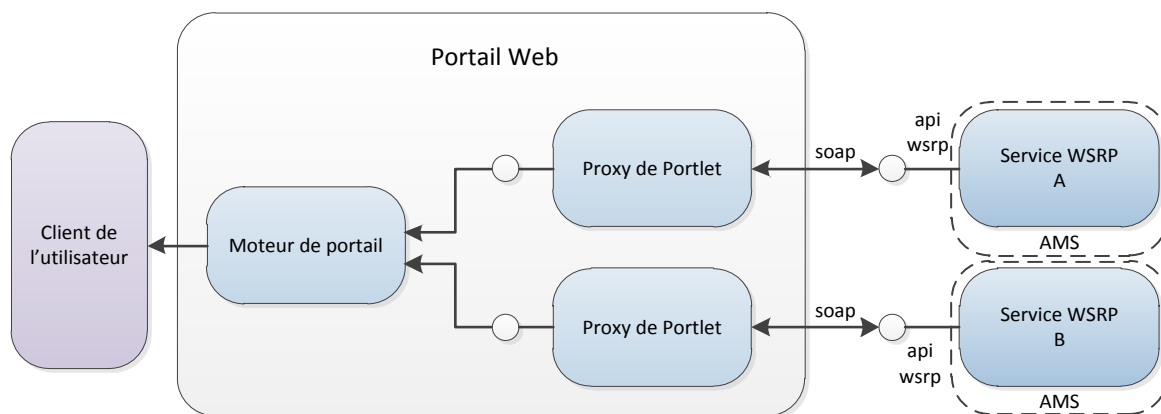 Portail Web
Client de
l’utilisateur
Moteur de portail
Proxy de Portlet
soap
api
wsrp
Service WSRP
A
AMS
Proxy de Portlet
soap
api
wsrp
Service WSRP
B
AMS